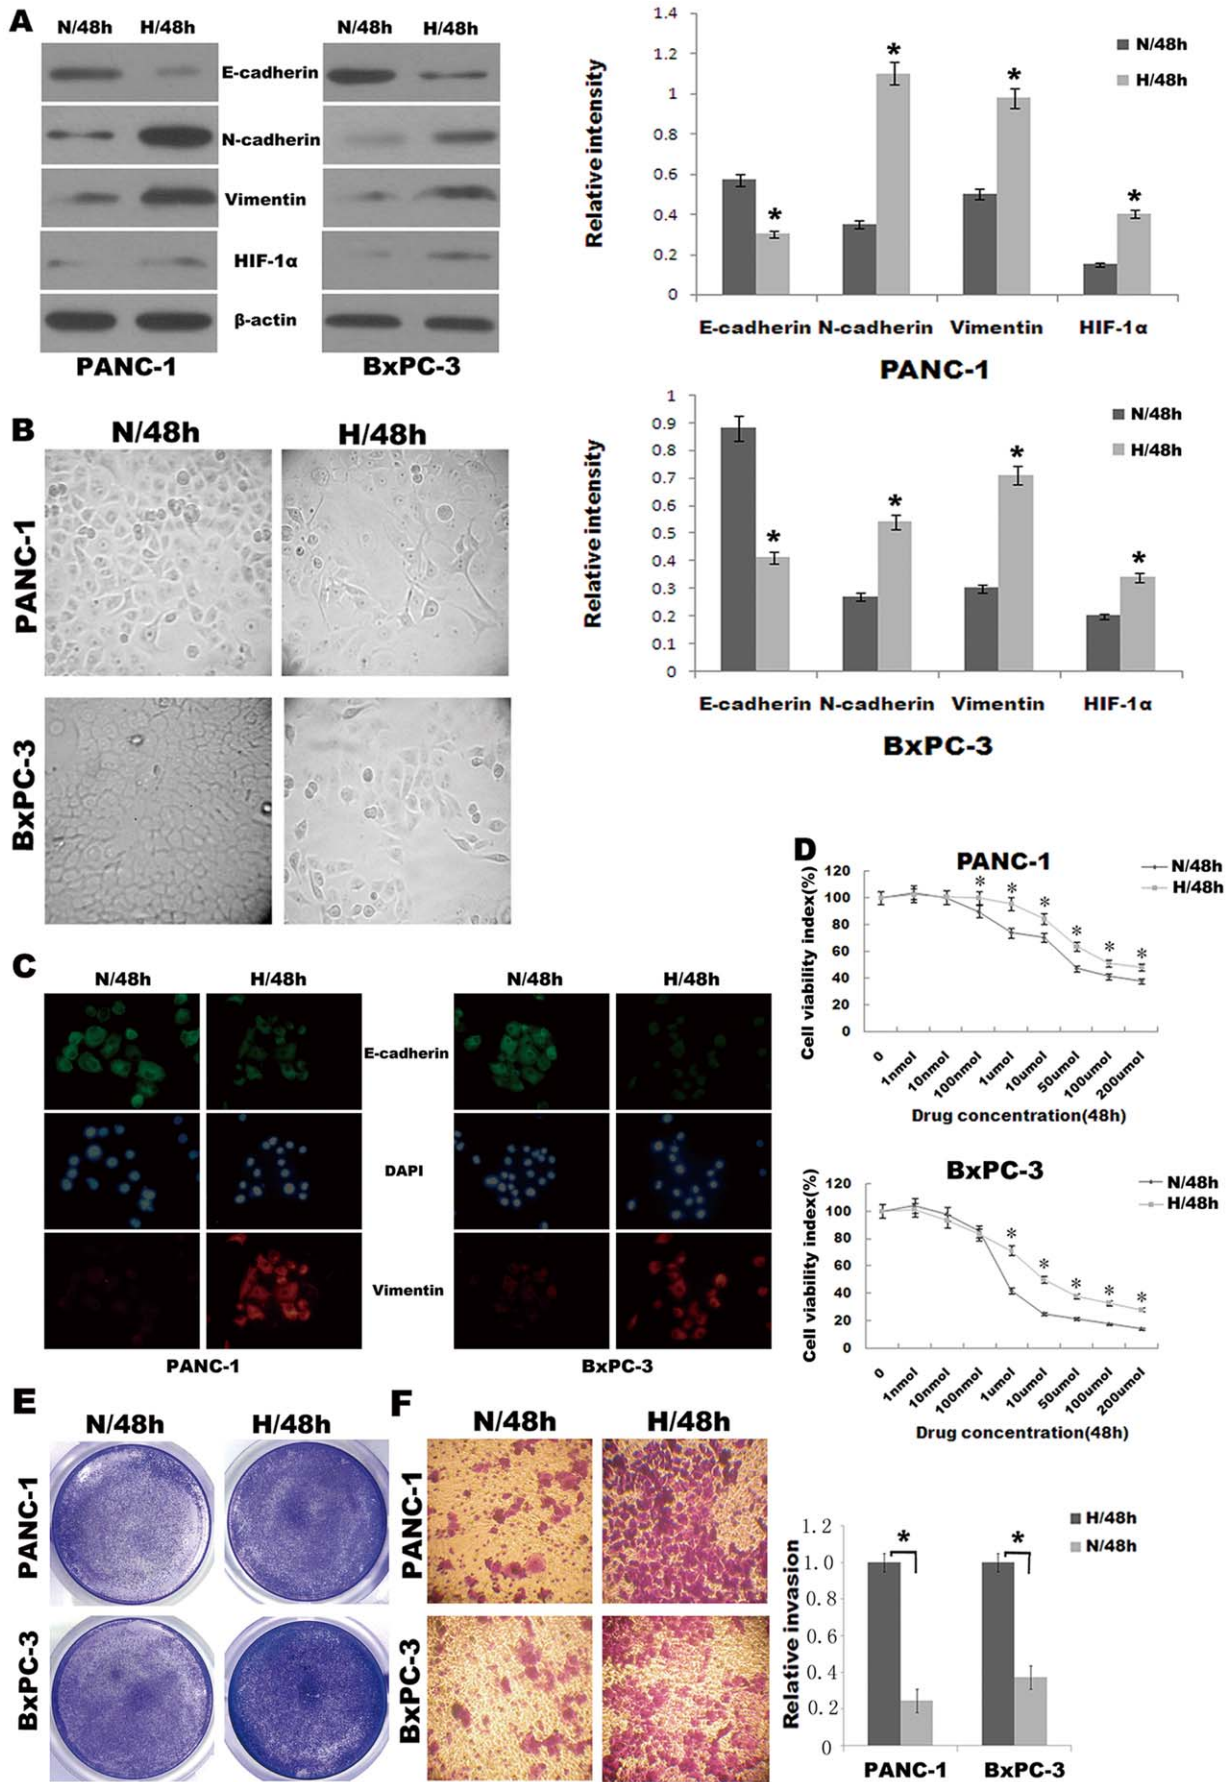 A
N/48h H/48h
N/48h H/48h
E-cadherin
N-cadherin
Vimentin
HIF-1α
β-actin
PANC-1
BxPC-3
Relative intensity
1.4
1.2
1
0.8
0.6
0.4
0.2
0
N/48h
H/48h
* * * *
E-cadherin N-cadherin Vimentin HIF-1α
PANC-1
Relative intensity
1
0.9
0.8
0.7
0.6
0.5
0.4
0.3
0.2
0.1
0
N/48h
H/48h
* * * *
E-cadherin N-cadherin Vimentin HIF-1α
BxPC-3
B
N/48h H/48h
PANC-1
BxPC-3
C
N/48h H/48h
N/48h H/48h
E-cadherin
DAPI
Vimentin
PANC-1
BxPC-3
D
PANC-1
N/48h
H/48h
Cell viability index(%)
120
100
80
60
40
20
0
* * * * * *
0 1nmol 10nmol 100nmol 1umol 10umol 50umol 100umol 200umol
Drug concentration(48h)
BxPC-3
N/48h
H/48h
Cell viability index(%)
120
100
80
60
40
20
0
* * * * *
0 1nmol 10nmol 100nmol 1umol 10umol 50umol 100umol 200umol
Drug concentration(48h)
E
N/48h H/48h
PANC-1
BxPC-3
F
N/48h H/48h
PANC-1
BxPC-3
H/48h
N/48h
Relative invasion
1.2
1.0
0.8
0.6
0.4
0.2
0
* *
PANC-1 BxPC-3